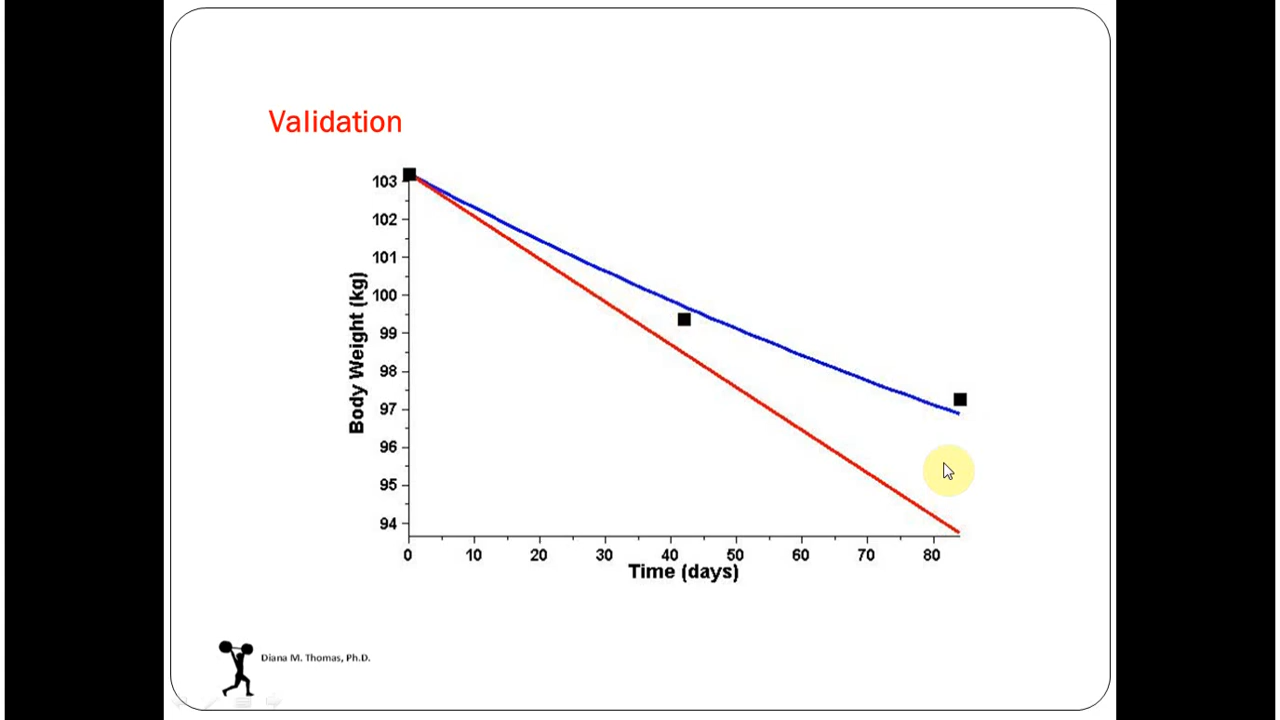 Validation
103
102
101
100
99
98
97
96
95
94
Body Weight (kg)
0 10 20 30 40 50 60 70 80
Time (days)
Diana M. Thomas, Ph.D.